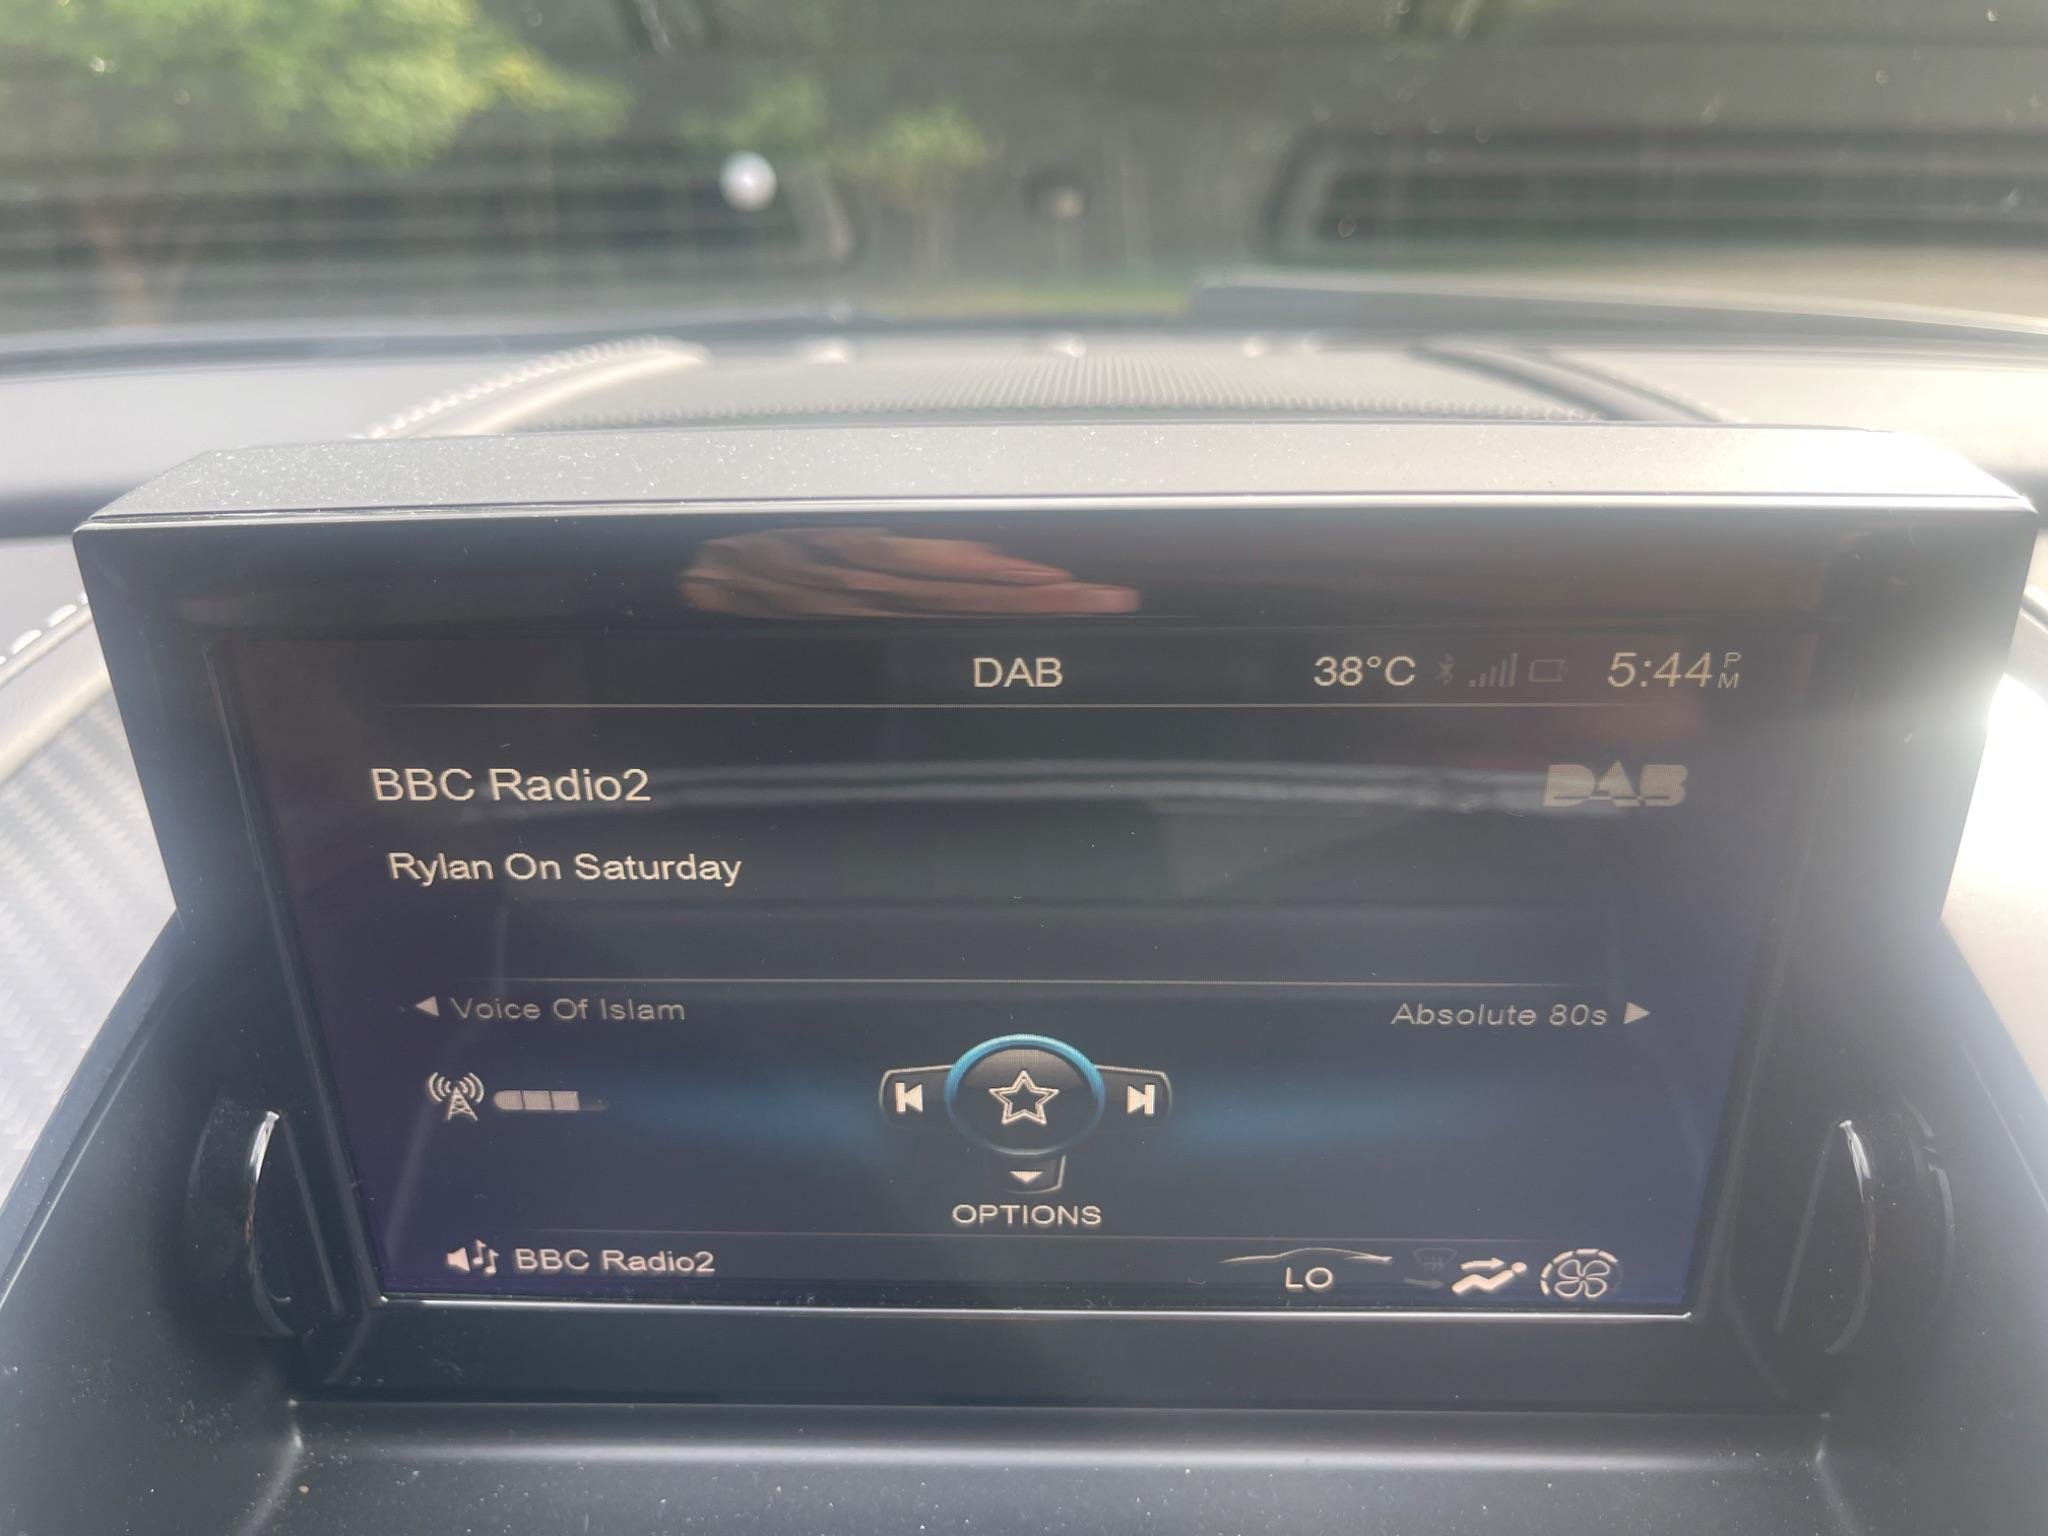 DAB 38°C 5:44 PM
BBC Radio2 DAB
Rylan On Saturday
Voice Of Islam Absolute 80s
OPTIONS
BBC Radio2 LO